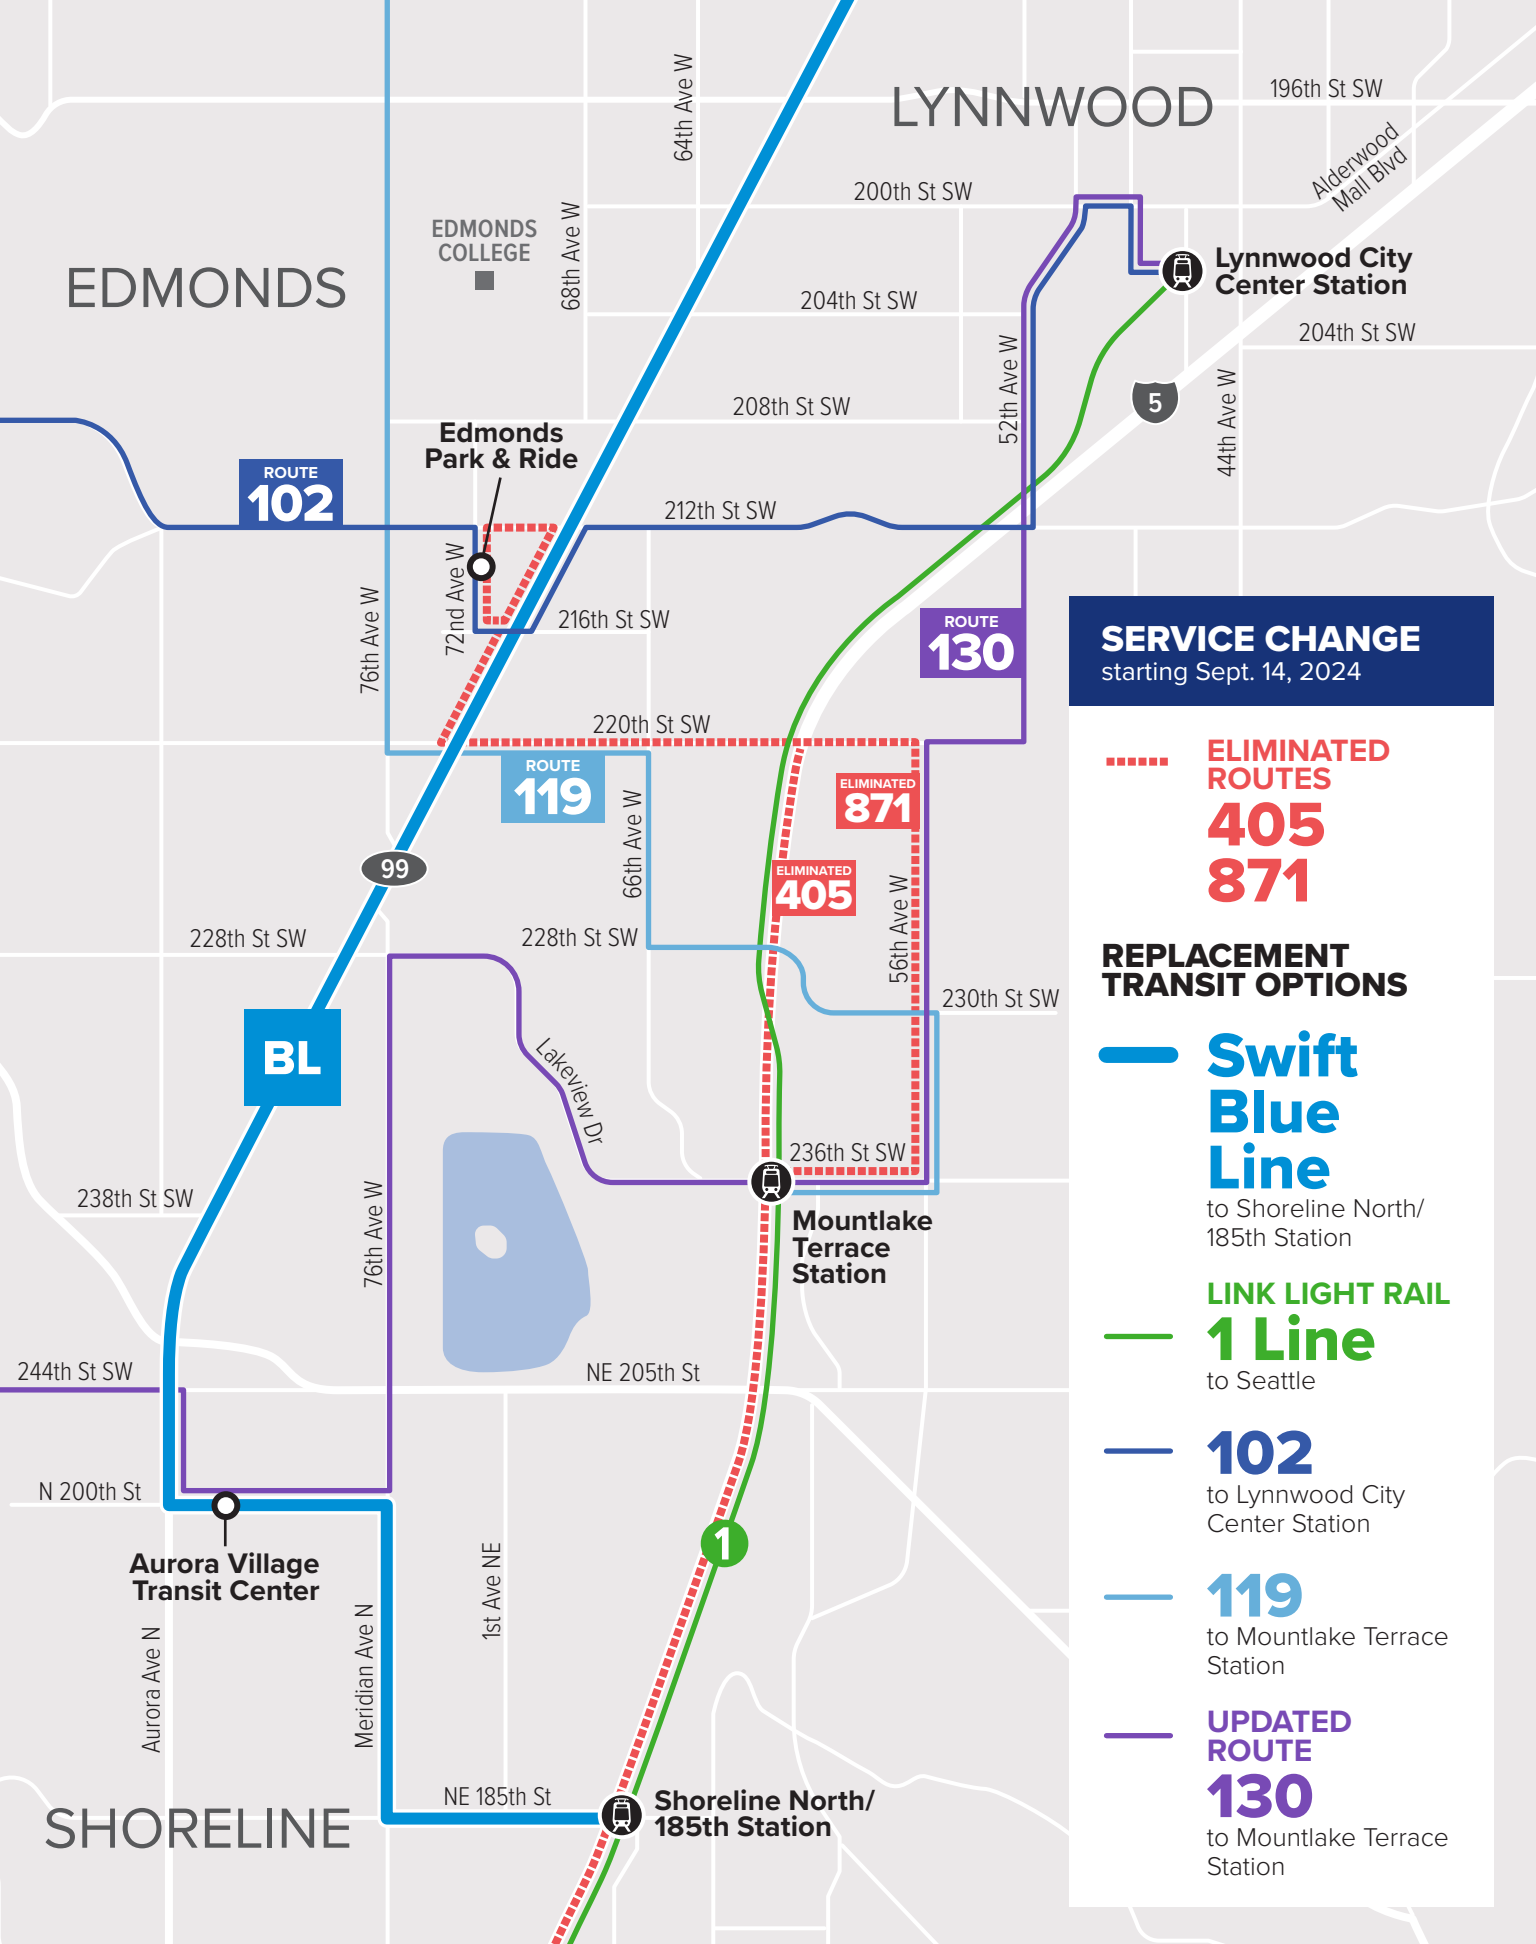 LYNNWOOD
196th St SW
64th Ave W
Alderwood
Mall Blvd
200th St SW
EDMONDS
COLLEGE
68th Ave W
EDMONDS
Lynnwood City
Center Station
204th St SW
204th St SW
52th Ave W
5
44th Ave W
208th St SW
Edmonds
Park & Ride
ROUTE
102
212th St SW
72nd Ave W
76th Ave W
216th St SW
ROUTE
130
220th St SW
ROUTE
119
ELIMINATED
871
66th Ave W
99
ELIMINATED
405
56th Ave W
228th St SW
228th St SW
230th St SW
BL
Lakeview Dr
236th St SW
238th St SW
76th Ave W
Mountlake
Terrace
Station
244th St SW
NE 205th St
N 200th St
1
Aurora Village
Transit Center
1st Ave NE
Aurora Ave N
Meridian Ave N
NE 185th St
Shoreline North/
185th Station
SHORELINE
SERVICE CHANGE
starting Sept. 14, 2024
ELIMINATED
ROUTES
405
871
REPLACEMENT
TRANSIT OPTIONS
Swift
Blue
Line
to Shoreline North/
185th Station
LINK LIGHT RAIL
1 Line
to Seattle
102
to Lynnwood City
Center Station
119
to Mountlake Terrace
Station
UPDATED
ROUTE
130
to Mountlake Terrace
Station